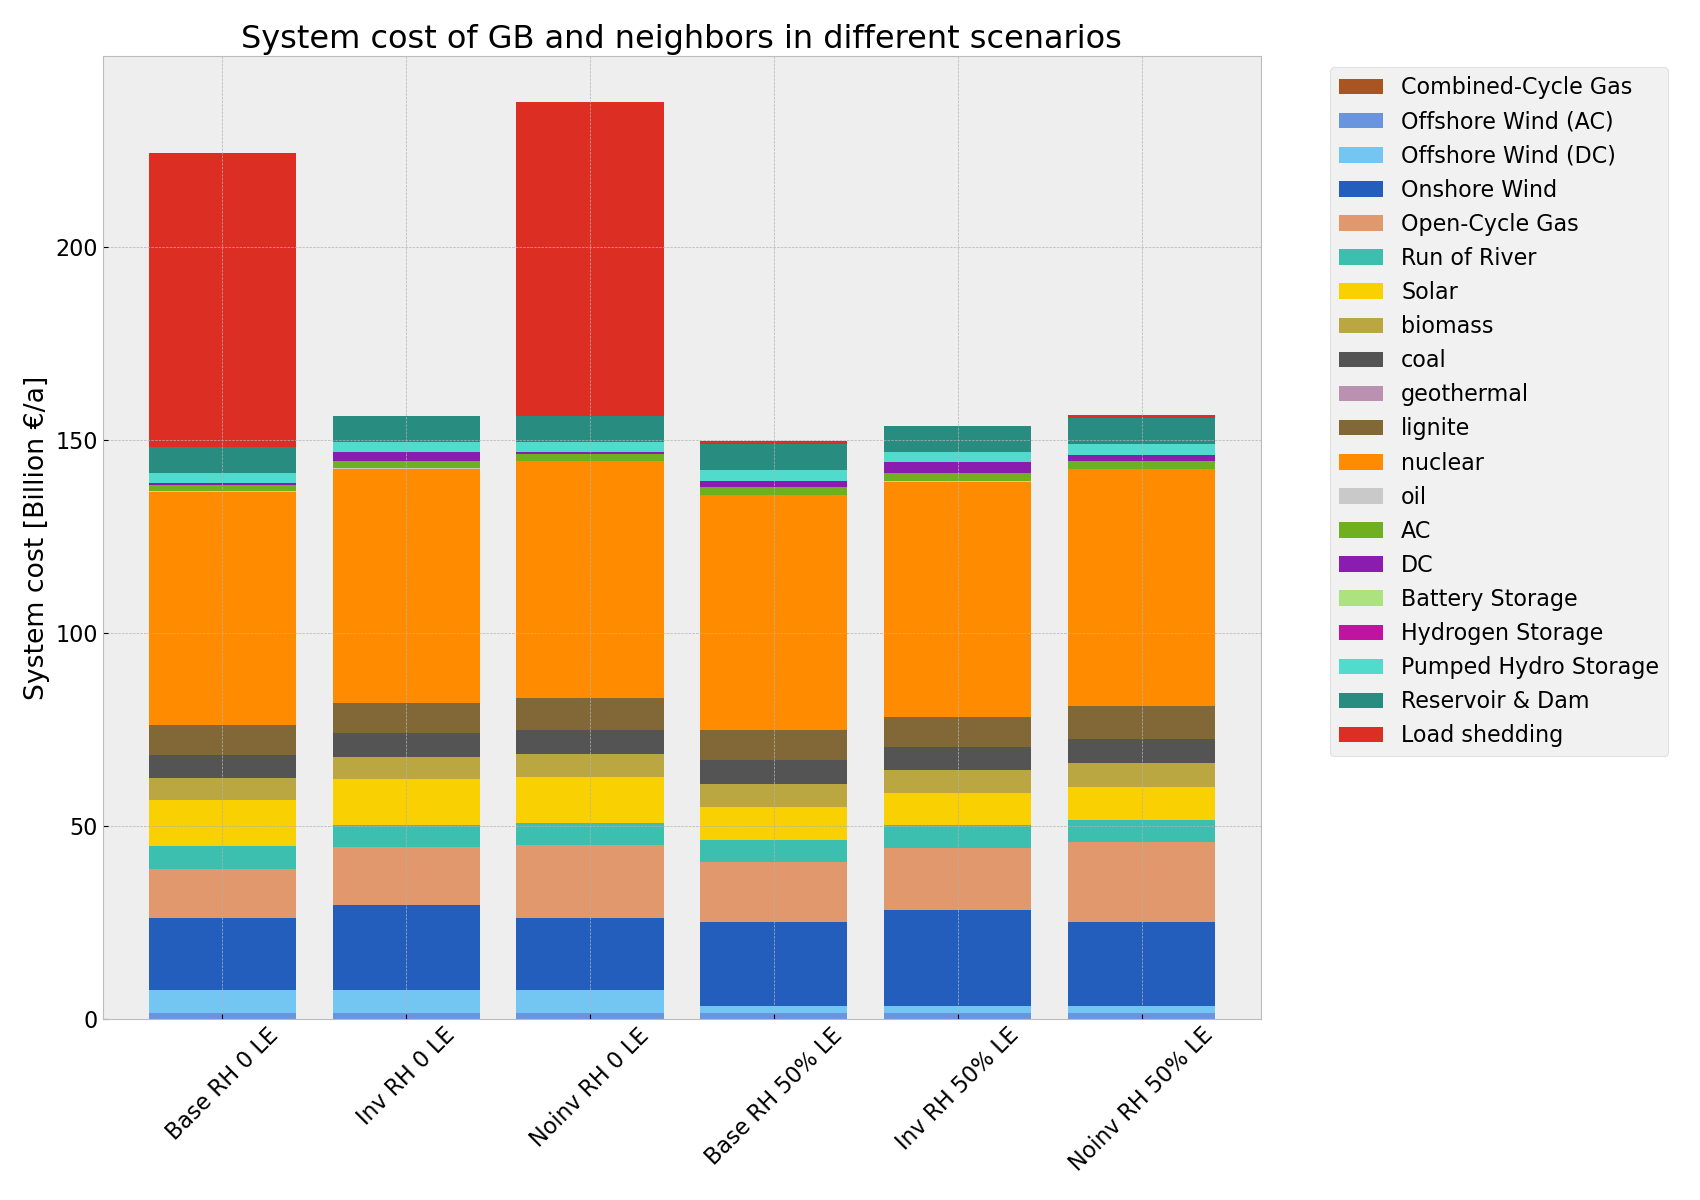 System cost of GB and neighbors in different scenarios
System cost [Billion €/a]
200
150
100
50
0
Base RH 0 LE
Inv RH 0 LE
Noinv RH 0 LE
Base RH 50% LE
Inv RH 50% LE
Noinv RH 50% LE
Combined-Cycle Gas
Offshore Wind (AC)
Offshore Wind (DC)
Onshore Wind
Open-Cycle Gas
Run of River
Solar
biomass
coal
geothermal
lignite
nuclear
oil
AC
DC
Battery Storage
Hydrogen Storage
Pumped Hydro Storage
Reservoir & Dam
Load shedding